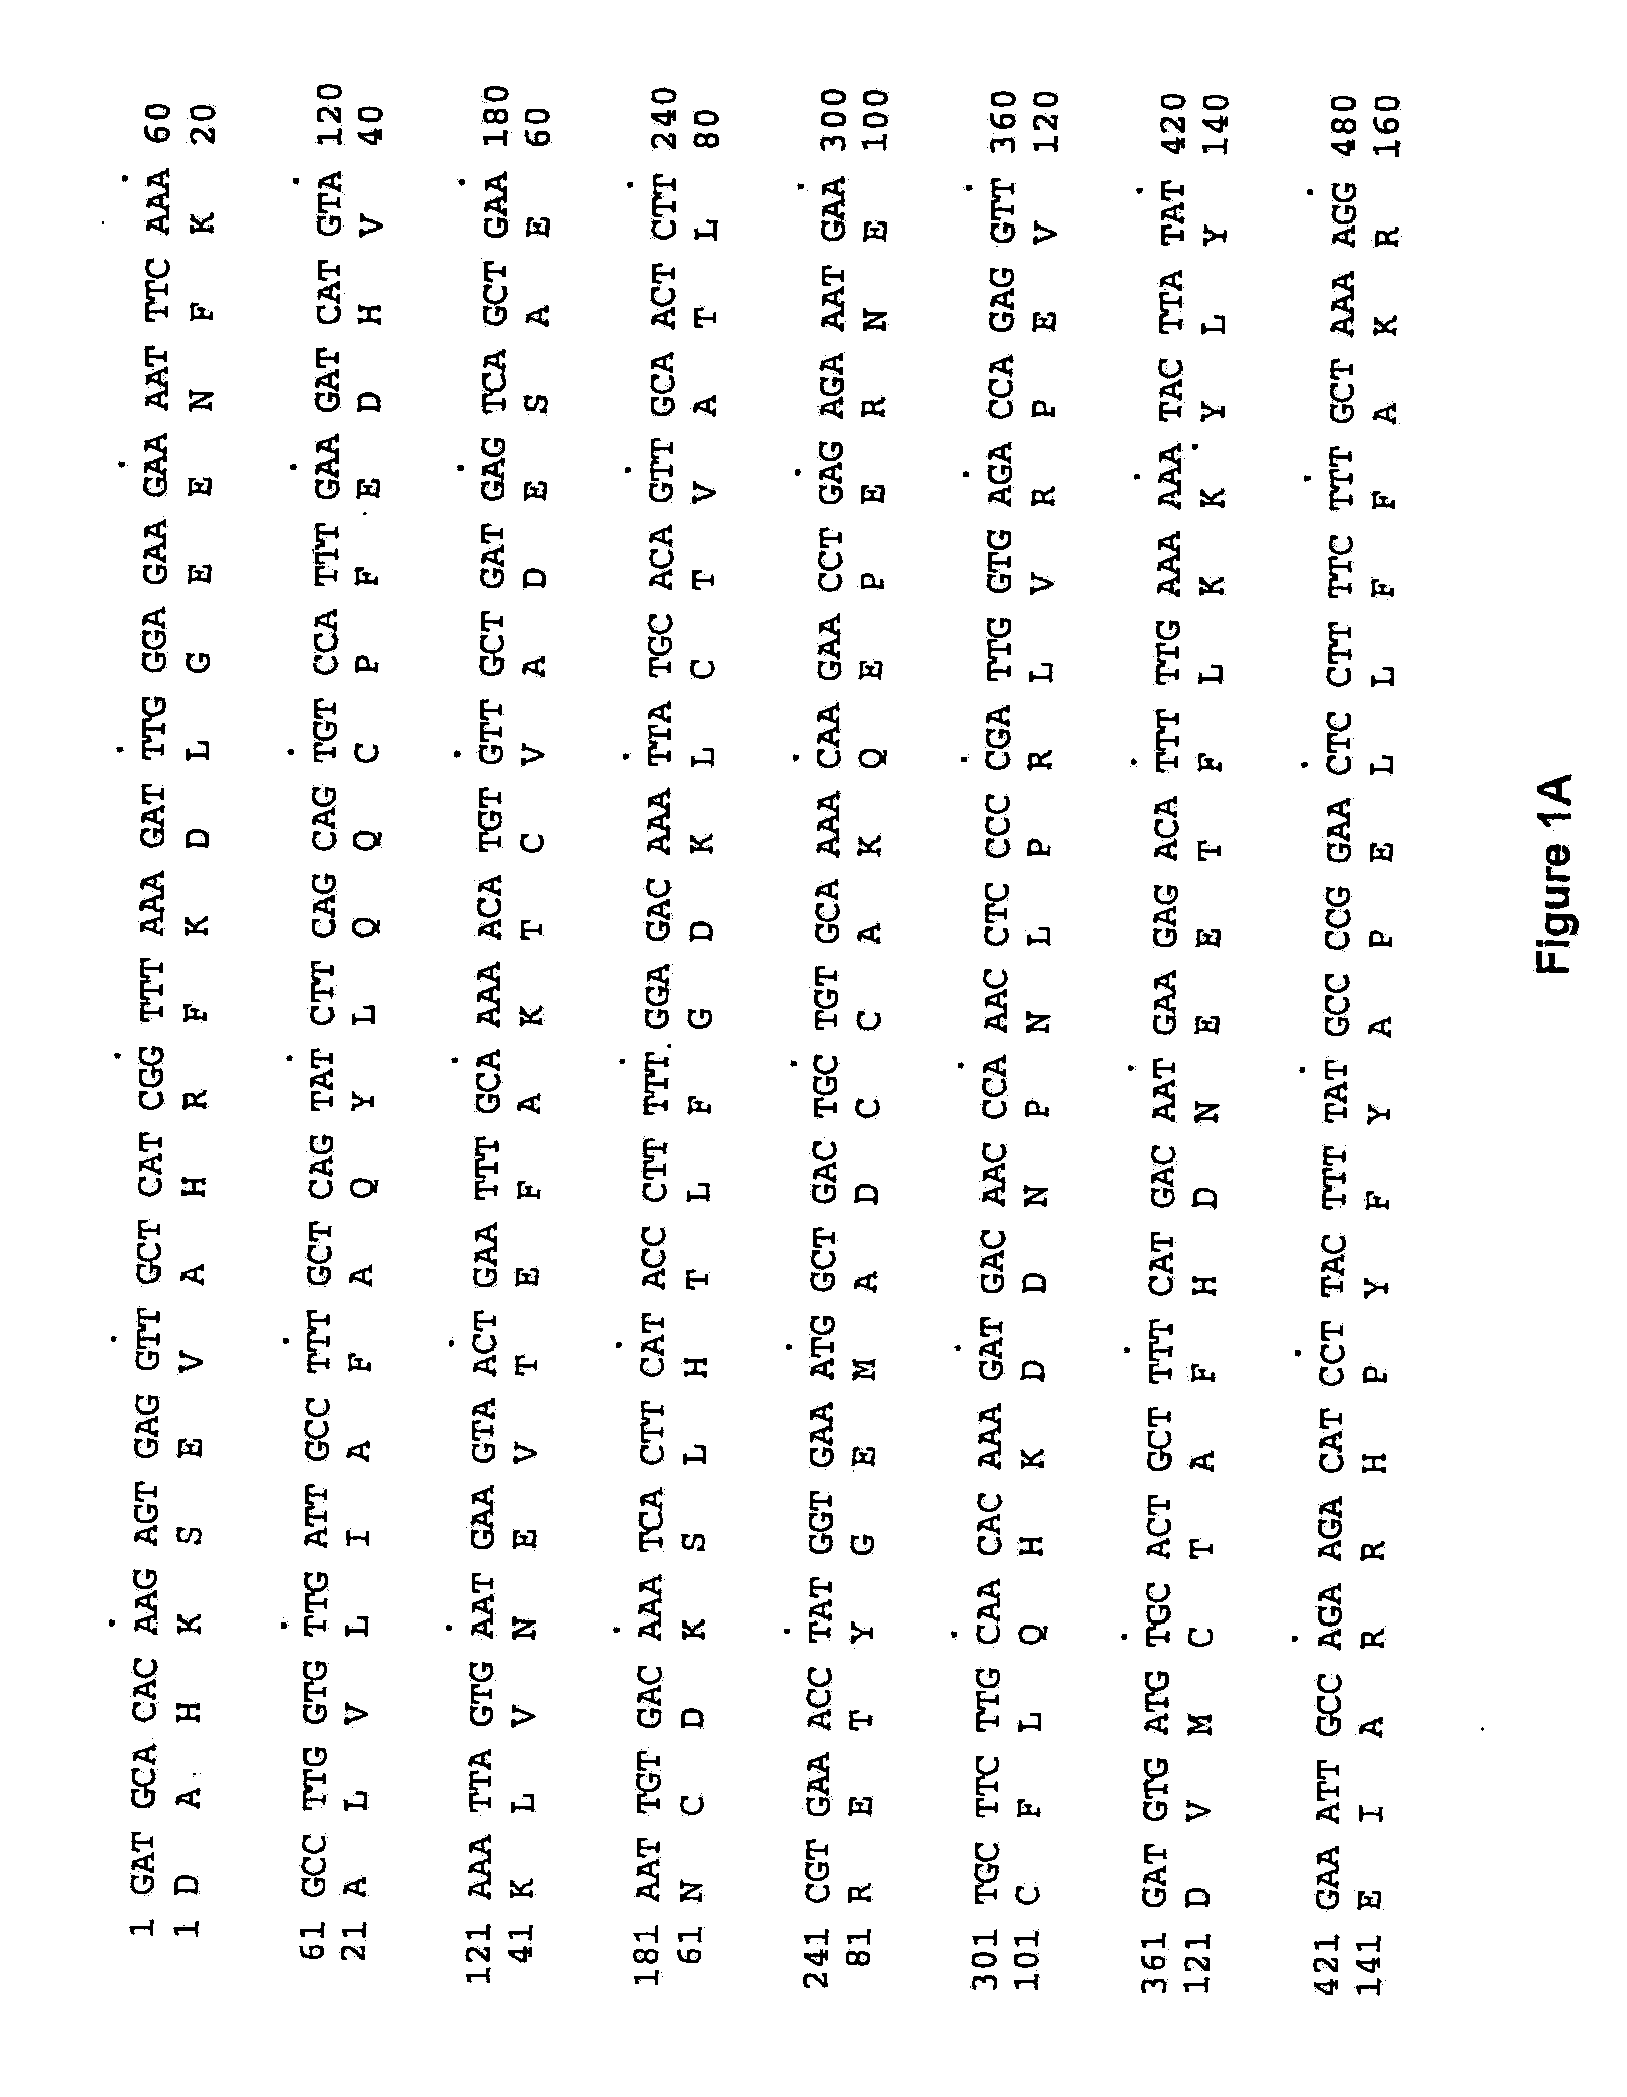 1 GAT GCA CAC AAG AGT GAG GTT GCT CAT CGG TTT AAA GAT TTG GGA GAA GAA AAT TTC AAA 60
1 D A H K S E V A H R F K D L G E E N F K 20
61 GCC TTG GTG TTG ATT GCC TTT GCT CAG TAT CTT CAG CAG TGT CCA TTT GAA GAT CAT GTA 120
21 A L V L I A F A Q Y L Q Q C P F E D H V 40
121 AAA TTA GTG AAT GAA GTA ACT GAA TTT GCA AAA ACA TGT GTT GCT GAT GAG TCA GCT GAA 180
41 K L V N E V T E F A K T C V A D E S A E 60
181 AAT TGT GAC AAA TCA CTT CAT ACC CTT TTT GGA GAC AAA TTA TGC ACA GTT GCA ACT CTT 240
61 N C D K S L H T L F G D K L C T V A T L 80
241 CGT GAA ACC TAT GGT GAA ATG GCT GAC TGC TGT GCA AAA CAA GAA CCT GAG AGA AAT GAA 300
81 R E T Y G E M A D C C A K Q E P E R N E 100
301 TGC TTC TTG CAA CAC AAA GAT GAC AAC CCA AAC CTC CCC CGA TTG GTG AGA CCA GAG GTT 360
101 C F L Q H K D D N P N L P R L V R P E V 120
361 GAT GTG ATG TGC ACT GCT TTT CAT GAC AAT GAA GAG ACA TTT TTG AAA AAA TAC TTA TAT 420
121 D V M C T A F H D N E E T F L K K Y L Y 140
421 GAA ATT GCC AGA AGA CAT CCT TAC TTT TAT GCC CCG GAA CTC CTT TTC TTT GCT AAA AGG 480
141 E I A R R H P Y F Y A P E L L F F A K R 160
Figure 1A